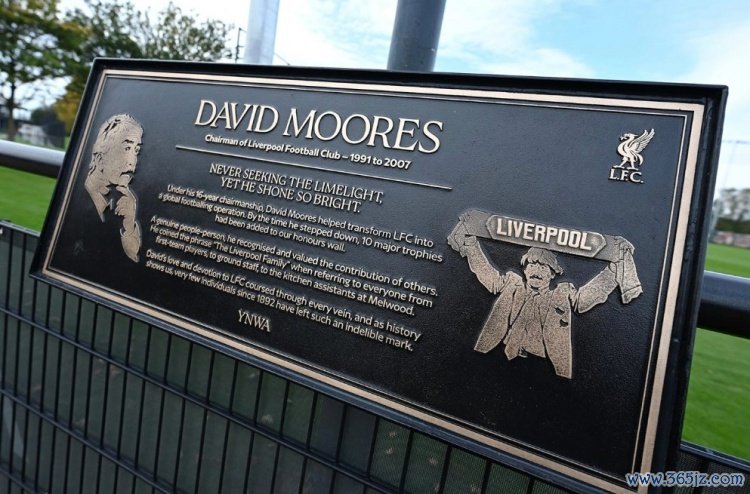 DAVID MOORES
Chairman of Liverpool Football Club – 1991 to 2007
NEVER SEEKING THE LIMELIGHT,
YET HE SHONE SO BRIGHT.
Under his 16-year chairmanship, David Moores helped transform LFC into
a global footballing operation. By the time he stepped down, 10 major trophies
had been added to our honours wall.
A genuine people-person, he recognised and valued the contribution of others.
He coined the phrase "The Liverpool Family" when referring to everyone from
first-team players, to ground staff, to the kitchen assistants at Melwood.
David's love and devotion to LFC coursed through every vein, and as history
shows us, very few individuals since 1892 have left such an indelible mark.
YNWA
L.F.C.
LIVERPOOL
www.365jz.com